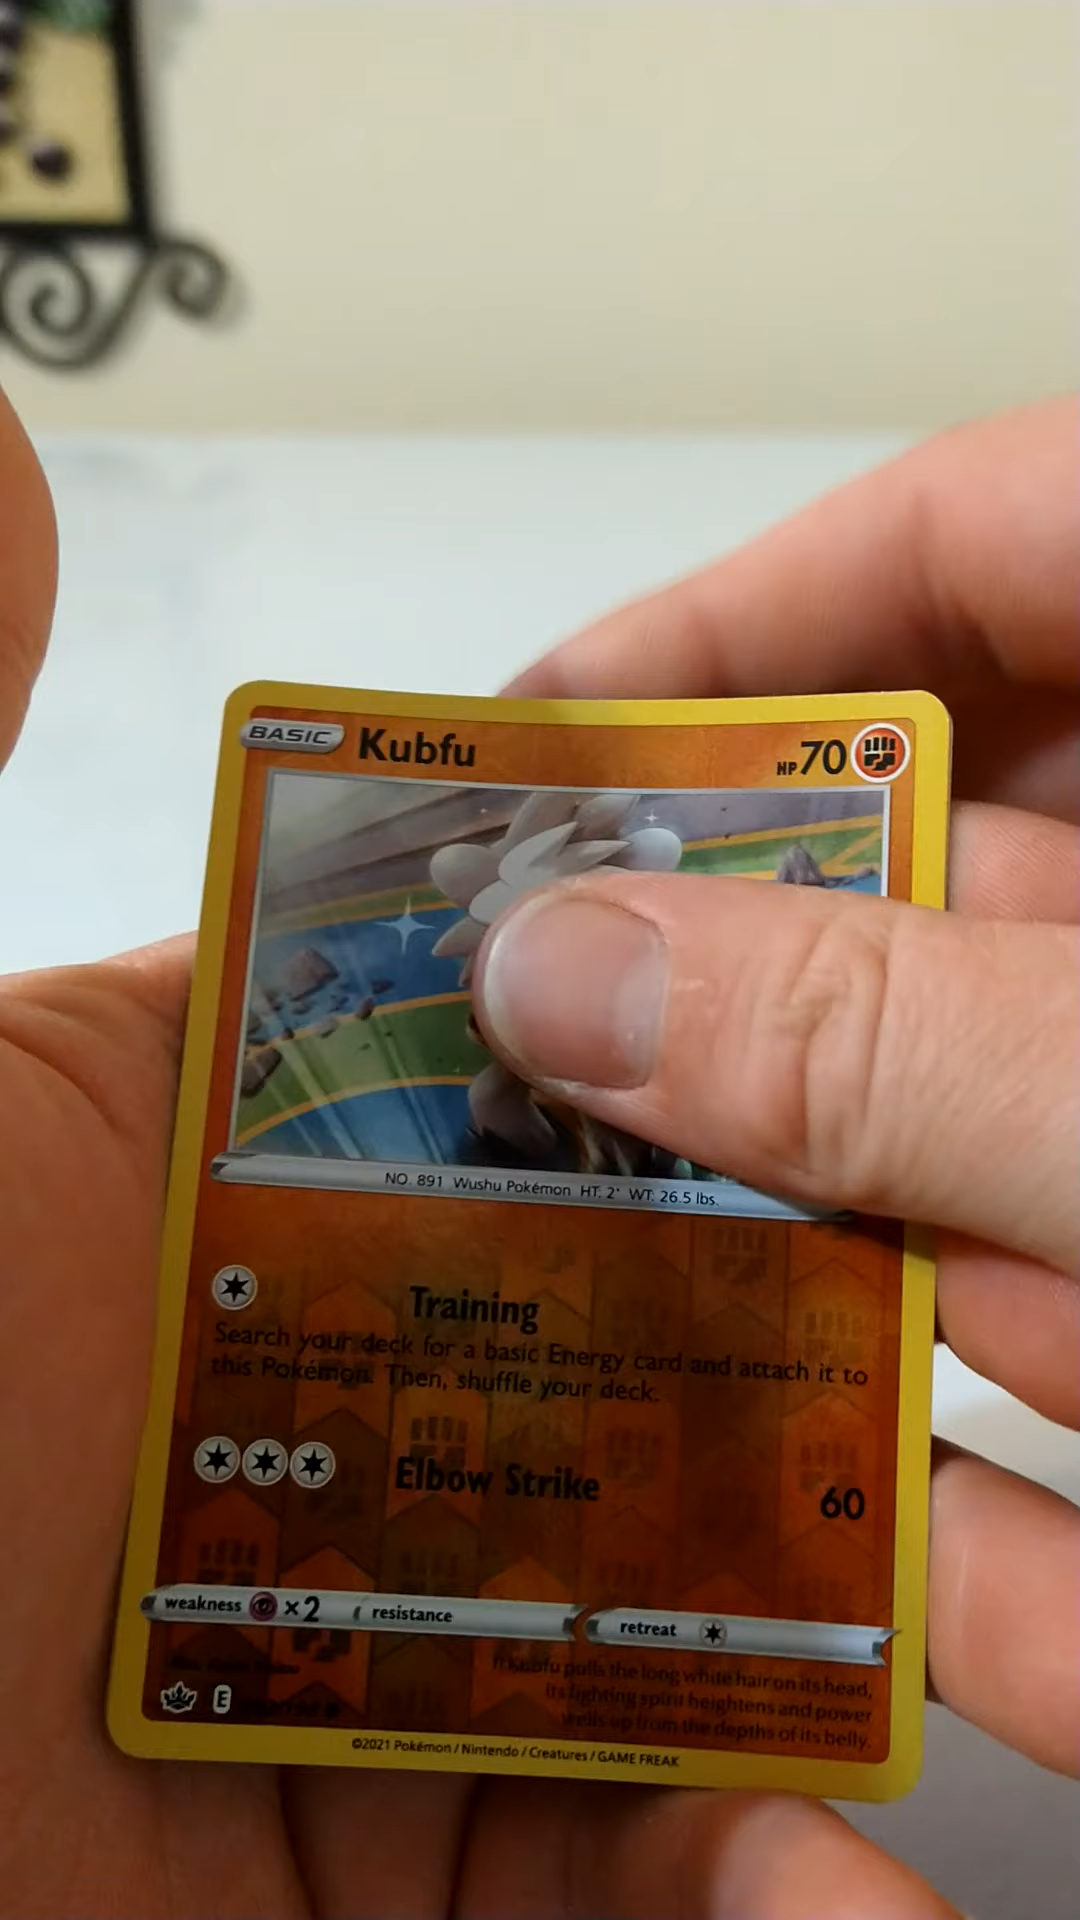 BASIC Kubfu HP 70
NO. 891 Wushu Pokémon HT: 2' WT: 26.5 lbs.
Training
Search your deck for a basic Energy card and attach it to
this Pokémon. Then, shuffle your deck.
Elbow Strike 60
weakness ×2 resistance retreat
If Kubfu pulls the long white hair on its head,
its fighting spirit heightens and power
wells up from the depths of its belly.
E
©2021 Pokémon / Nintendo / Creatures / GAME FREAK